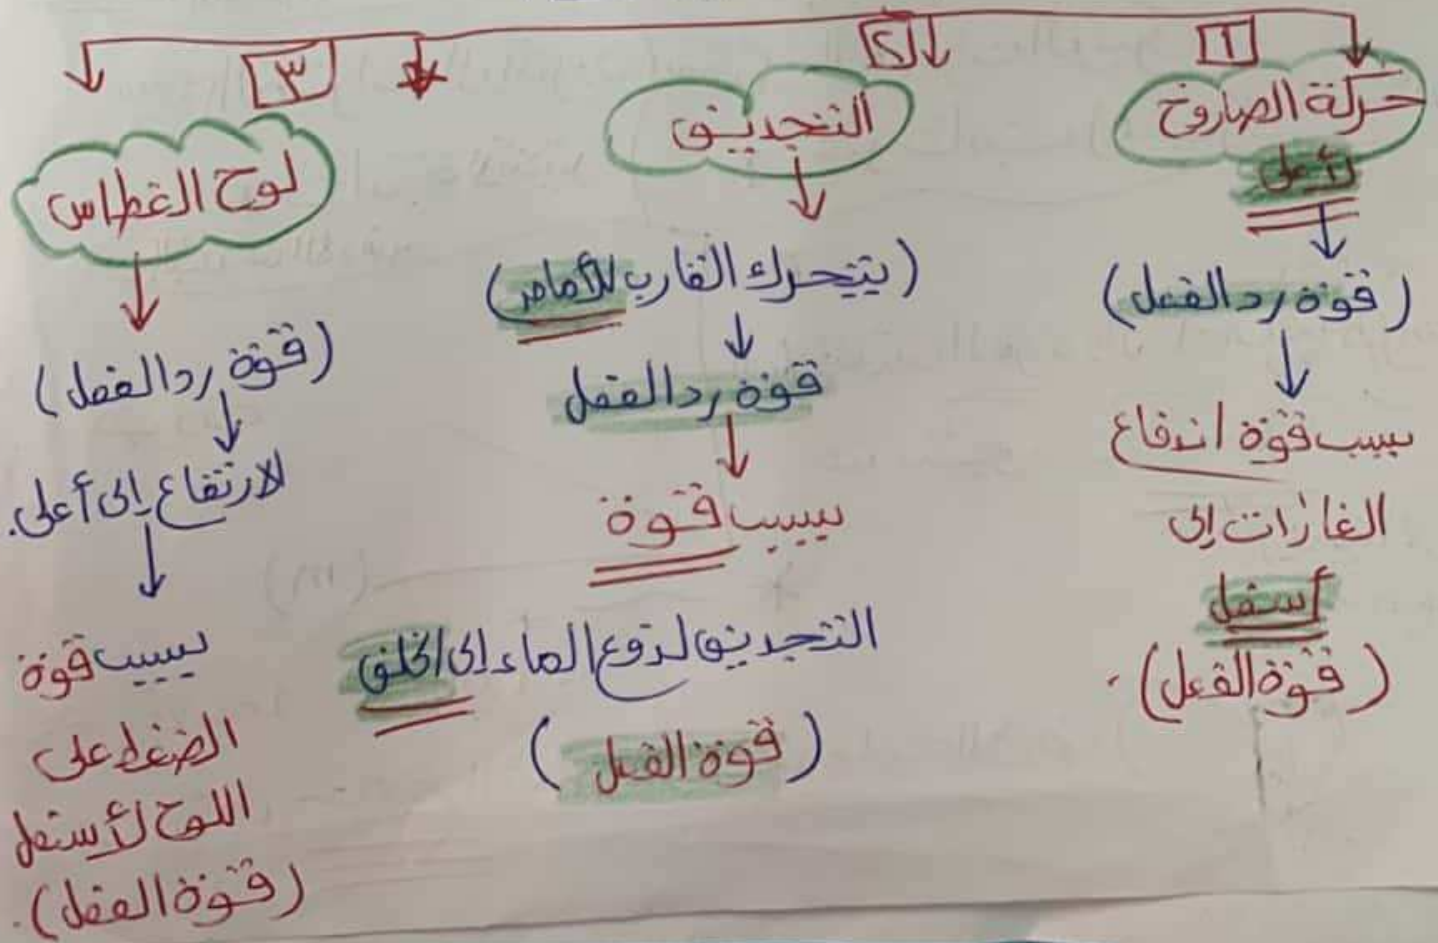 ١
حركة الصاروخ
لأعلى
(قوة رد الفعل)
بسبب قوة اندفاع
الغازات إلى
أسفل
(قوة الفعل).
٢
التجديف
(يتحرك القارب للأمام)
قوة رد الفعل
بسبب قوة
التجديف لدفع الماء إلى الخلف
(قوة الفعل)
٣
لوح الغطاس
(قوة رد الفعل)
لارتفاع إلى أعلى.
بسبب قوة
الضغط على
اللوح لأسفل
(قوة الفعل).